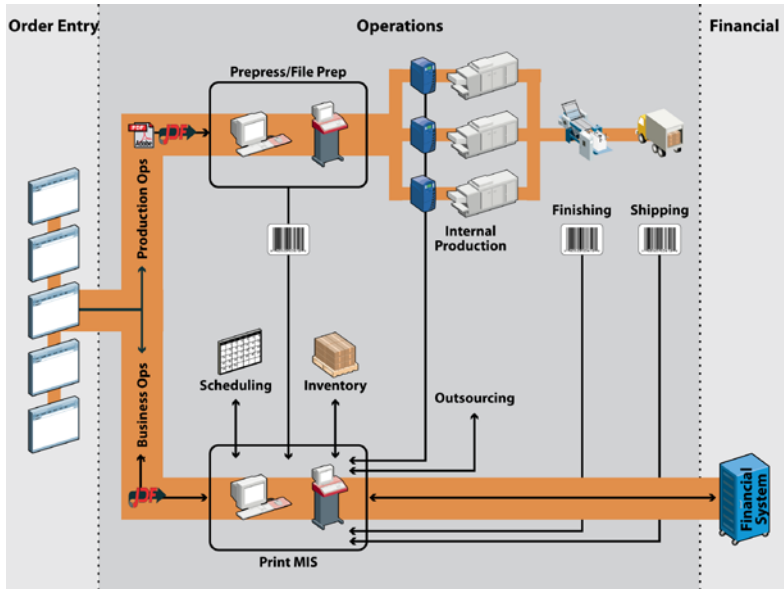 Order Entry
Operations
Financial
Prepress/File Prep
PDF
Adobe
JDF
Production Ops
Internal
Production
Finishing
Shipping
Scheduling
Inventory
Outsourcing
Business Ops
JDF
Financial
System
Print MIS